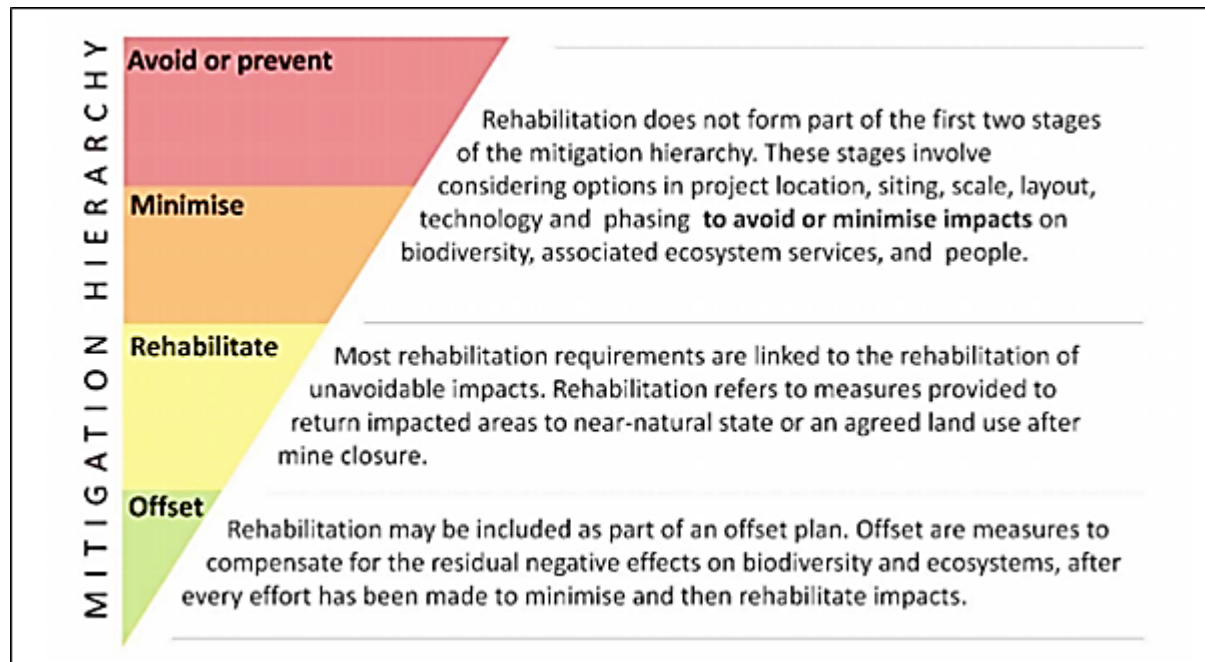 MITIGATION HIERARCHY
Avoid or prevent
Rehabilitation does not form part of the first two stages
of the mitigation hierarchy. These stages involve
considering options in project location, siting, scale, layout,
technology and phasing to avoid or minimise impacts on
biodiversity, associated ecosystem services, and people.
Minimise
Rehabilitate
Most rehabilitation requirements are linked to the rehabilitation of
unavoidable impacts. Rehabilitation refers to measures provided to
return impacted areas to near-natural state or an agreed land use after
mine closure.
Offset
Rehabilitation may be included as part of an offset plan. Offset are measures to
compensate for the residual negative effects on biodiversity and ecosystems, after
every effort has been made to minimise and then rehabilitate impacts.